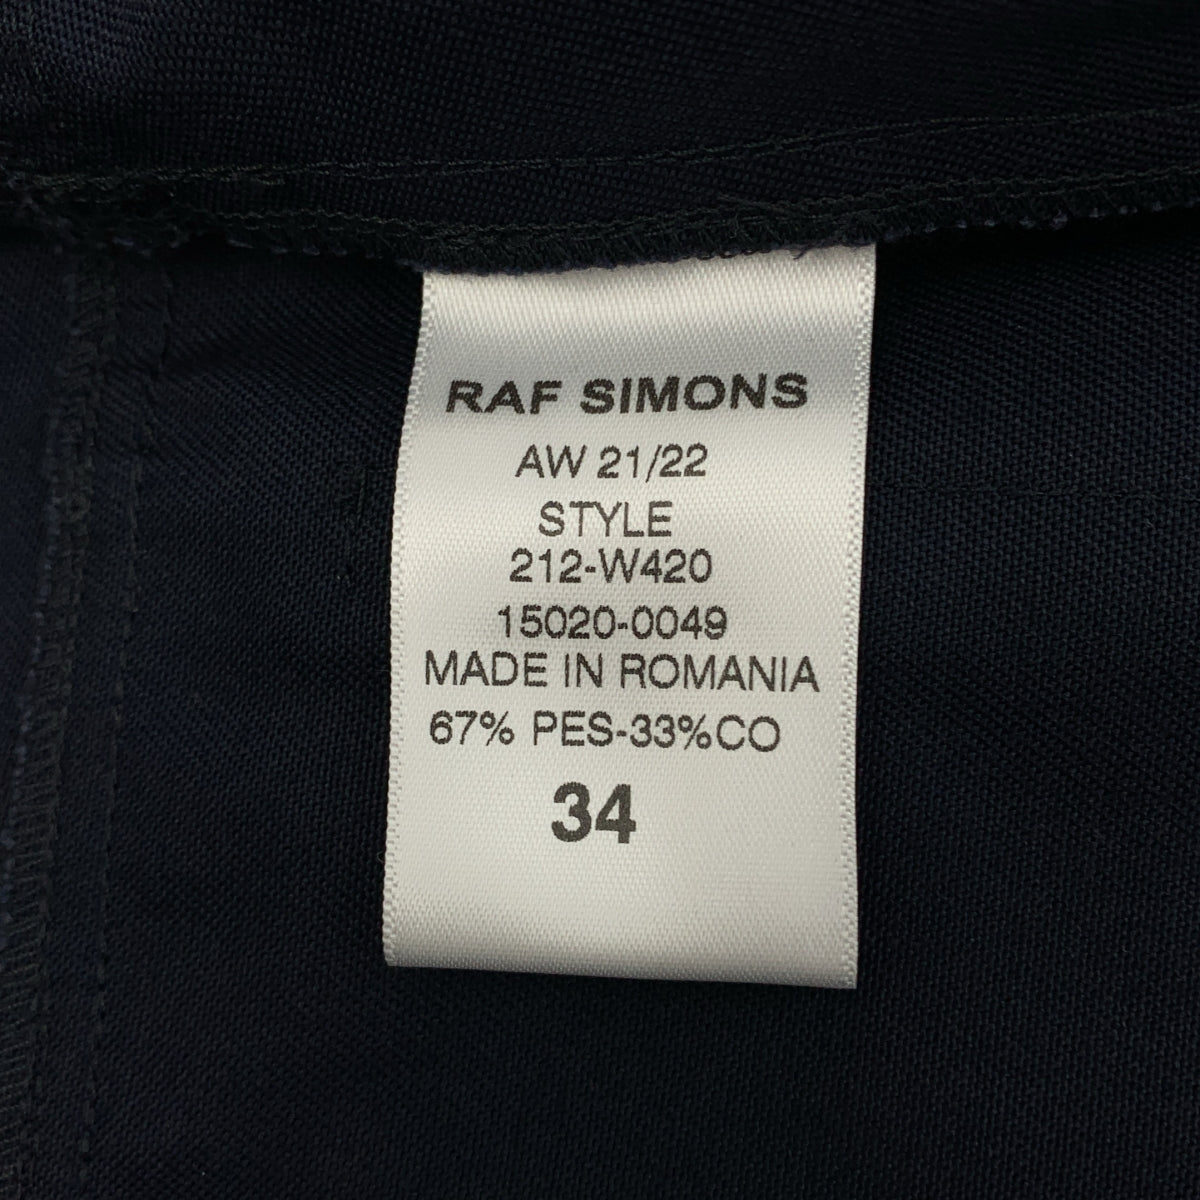 RAF SIMONS
AW 21/22
STYLE
212-W420
15020-0049
MADE IN ROMANIA
67% PES-33%CO
34